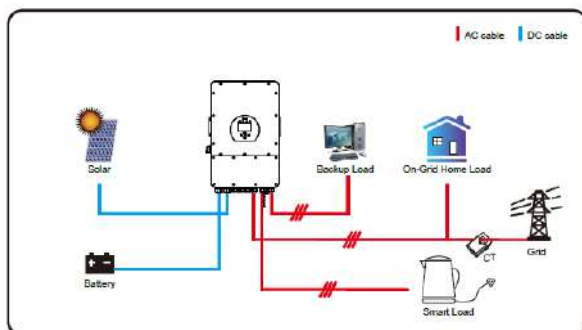 AC cable DC cable
Solar
Backup Load
On-Grid Home Load
CT
Grid
Battery
Smart Load